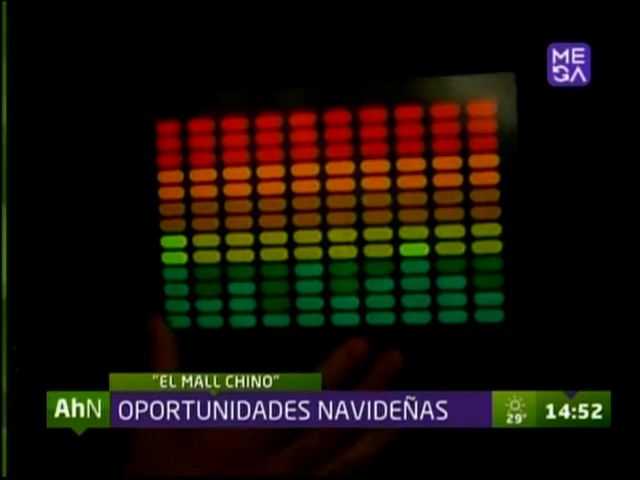 MEGA
"EL MALL CHINO"
AhN
OPORTUNIDADES NAVIDEÑAS
29°
14:52